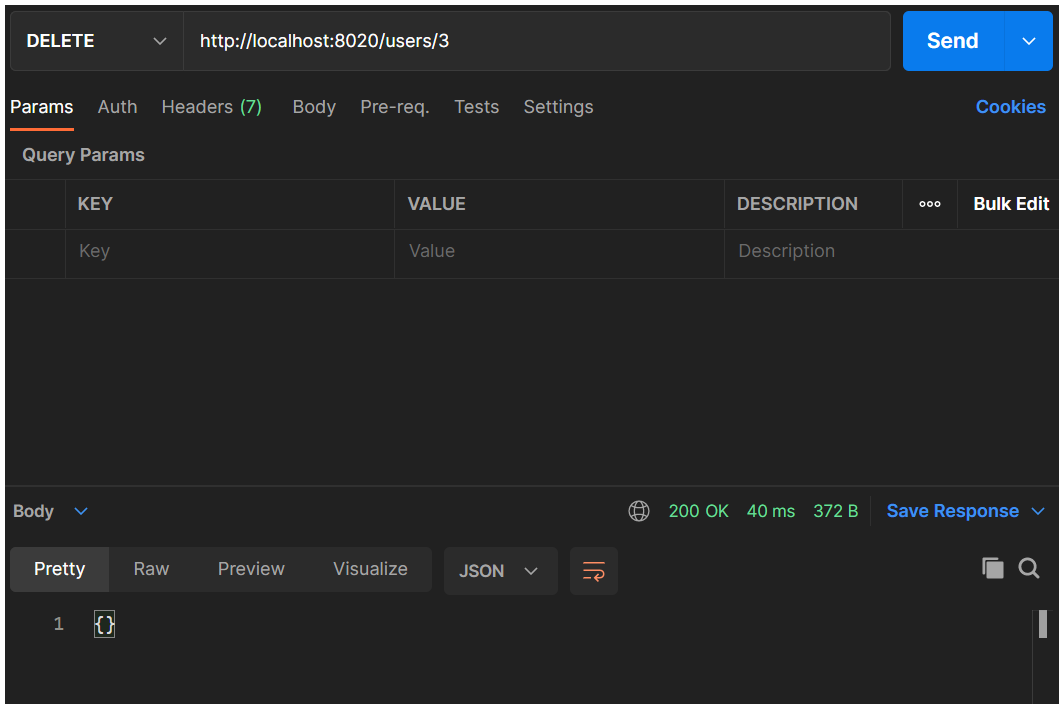 DELETE http://localhost:8020/users/3 Send
Params Auth Headers (7) Body Pre-req. Tests Settings Cookies
Query Params
KEY VALUE DESCRIPTION Bulk Edit
Key Value Description
Body 200 OK 40 ms 372 B Save Response
Pretty Raw Preview Visualize JSON
1 {}